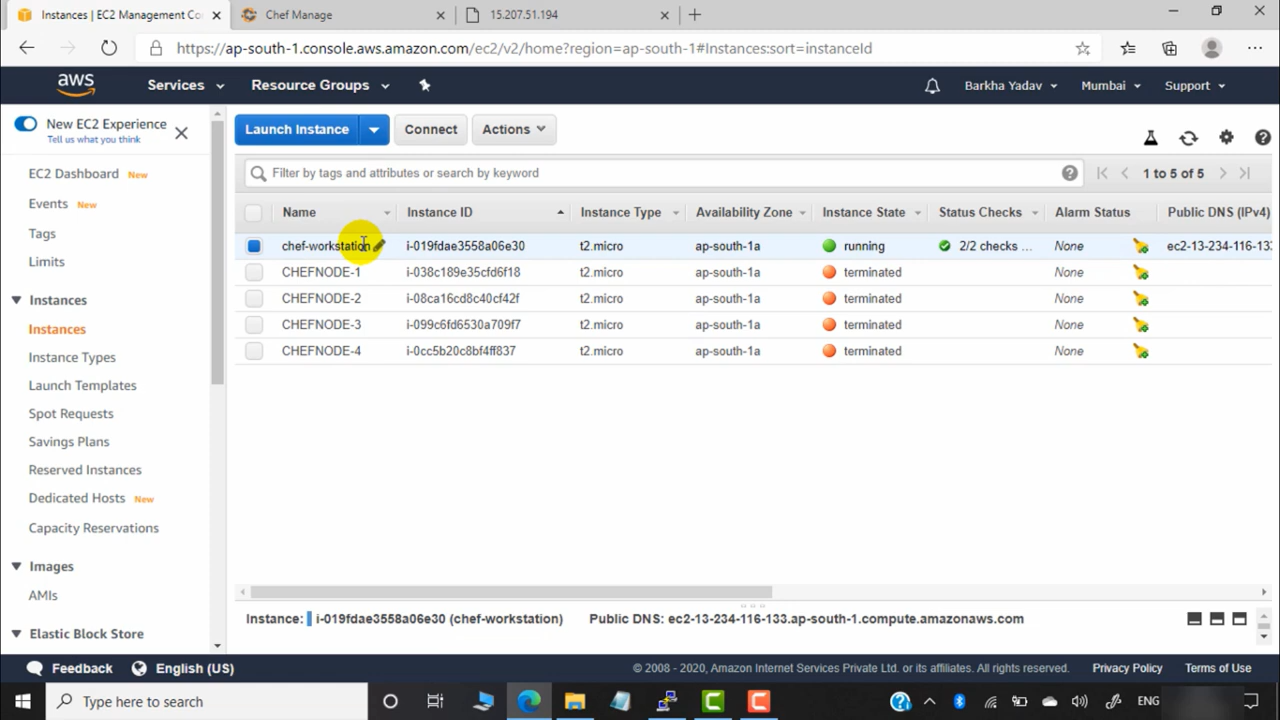 Instances | EC2 Management Co
Chef Manage
15.207.51.194
https://ap-south-1.console.aws.amazon.com/ec2/v2/home?region=ap-south-1#Instances:sort=instanceId
aws
Services
Resource Groups
Barkha Yadav
Mumbai
Support
New EC2 Experience
Tell us what you think
EC2 Dashboard New
Events New
Tags
Limits
Instances
Instances
Instance Types
Launch Templates
Spot Requests
Savings Plans
Reserved Instances
Dedicated Hosts New
Capacity Reservations
Images
AMIs
Elastic Block Store
Launch Instance
Connect
Actions
Filter by tags and attributes or search by keyword
1 to 5 of 5
Name Instance ID Instance Type Availability Zone Instance State Status Checks Alarm Status Public DNS (IPv4)
chef-workstation i-019fdae3558a06e30 t2.micro ap-south-1a running 2/2 checks ... None ec2-13-234-116-133
CHEFNODE-1 i-038c189e35cfd6f18 t2.micro ap-south-1a terminated None
CHEFNODE-2 i-08ca16cd8c40cf42f t2.micro ap-south-1a terminated None
CHEFNODE-3 i-099c6fd6530a709f7 t2.micro ap-south-1a terminated None
CHEFNODE-4 i-0cc5b20c8bf4ff837 t2.micro ap-south-1a terminated None
Instance: i-019fdae3558a06e30 (chef-workstation) Public DNS: ec2-13-234-116-133.ap-south-1.compute.amazonaws.com
Feedback
English (US)
© 2008 - 2020, Amazon Internet Services Private Ltd. or its affiliates. All rights reserved.
Privacy Policy
Terms of Use
Type here to search
ENG